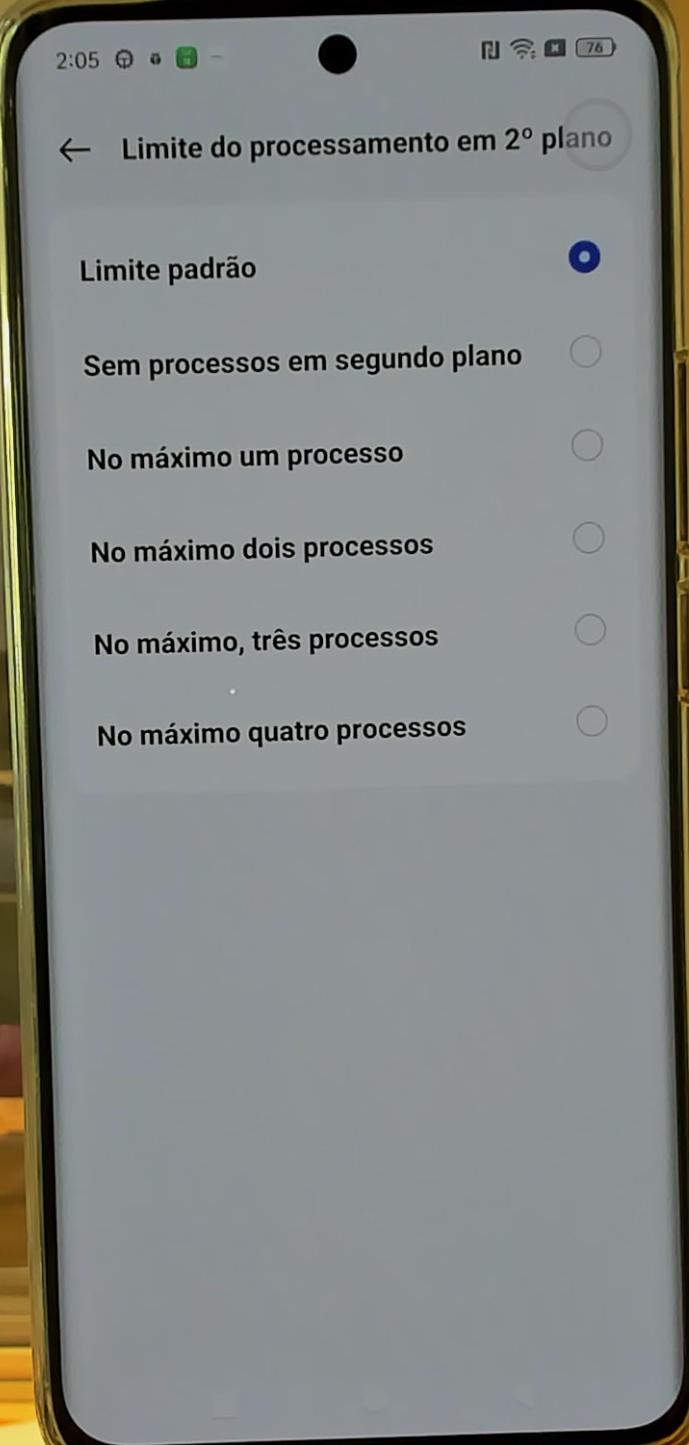 2:05
76
Limite do processamento em 2º plano
Limite padrão
Sem processos em segundo plano
No máximo um processo
No máximo dois processos
No máximo, três processos
No máximo quatro processos